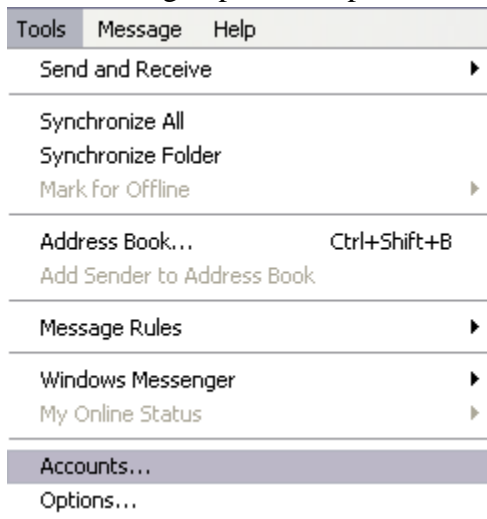 Tools Message Help
Send and Receive
Synchronize All
Synchronize Folder
Mark for Offline
Address Book... Ctrl+Shift+B
Add Sender to Address Book
Message Rules
Windows Messenger
My Online Status
Accounts...
Options...